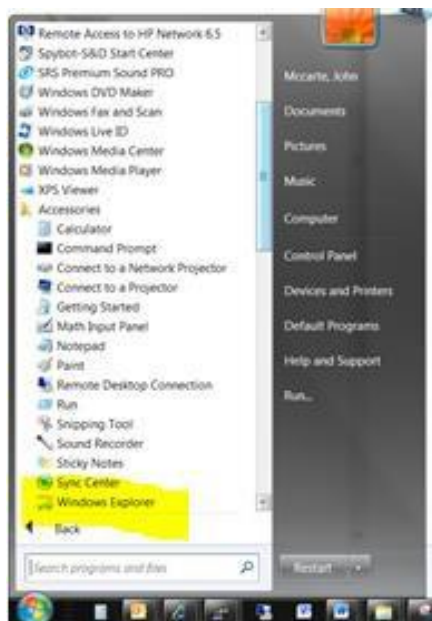 Remote Access to HP Network 6.5
Spybot-S&D Start Center
SRS Premium Sound PRO
Windows DVD Maker
Windows Fax and Scan
Windows Live ID
Windows Media Center
Windows Media Player
XPS Viewer
Accessories
Calculator
Command Prompt
Connect to a Network Projector
Connect to a Projector
Getting Started
Math Input Panel
Notepad
Paint
Remote Desktop Connection
Run
Snipping Tool
Sound Recorder
Sticky Notes
Sync Center
Windows Explorer
Back
Search programs and files
Mccarte, John
Documents
Pictures
Music
Computer
Control Panel
Devices and Printers
Default Programs
Help and Support
Run...
Restart